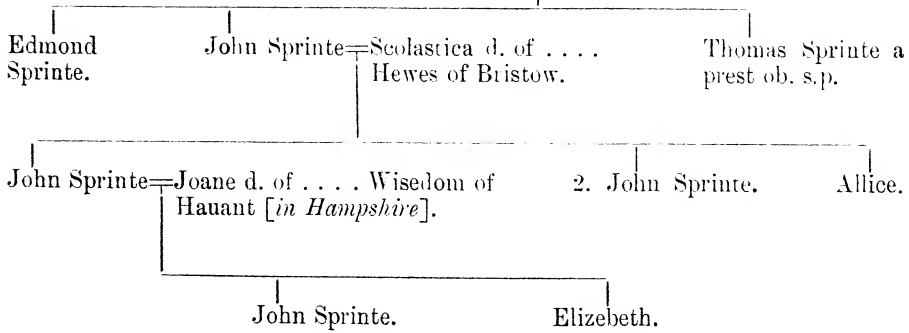 Edmond Sprinte.
John Sprinte=Scolastica d. of . . . . Hewes of Bristow.
Thomas Sprinte a prest ob. s.p.
John Sprinte=Joane d. of . . . . Wisedom of Hauant [in Hampshire].
2. John Sprinte.
Allice.
John Sprinte.
Elizebeth.